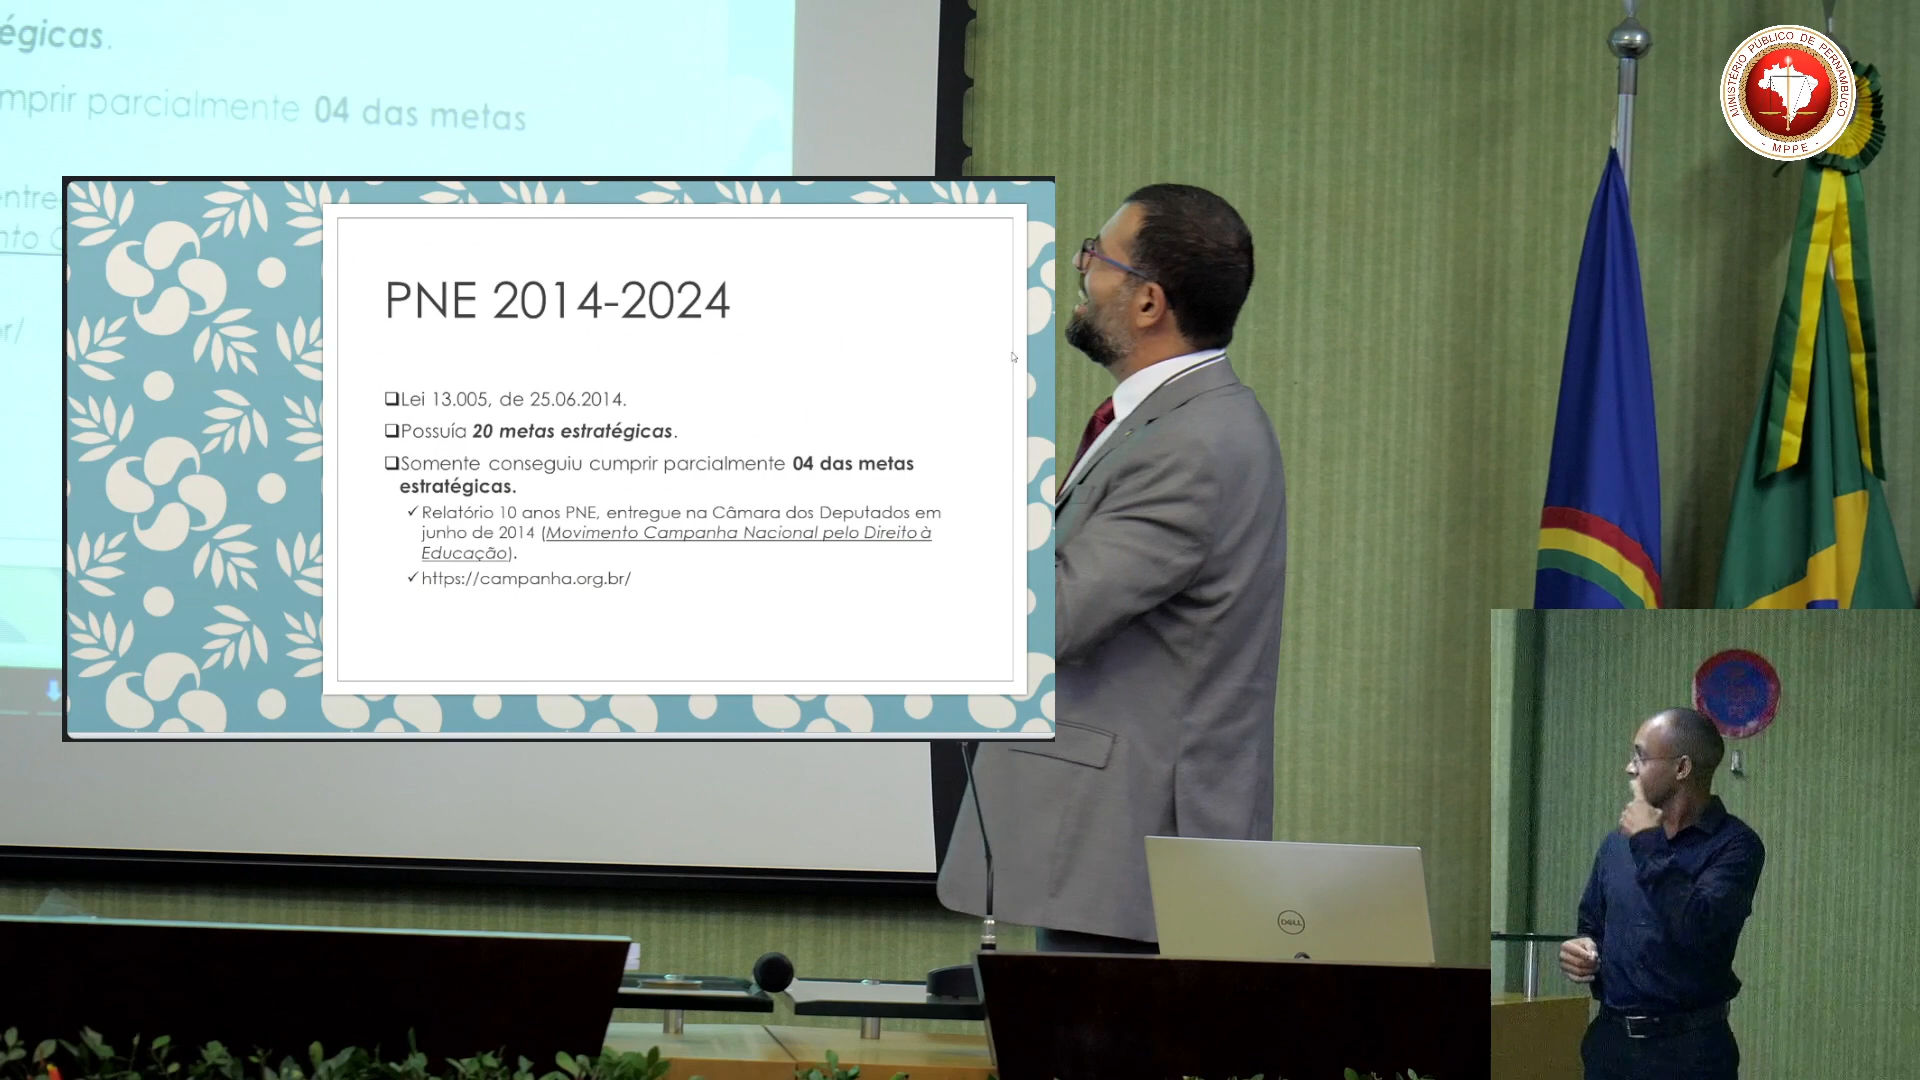 égicas.
mprir parcialmente 04 das metas
entre
nto C
r/
PNE 2014-2024
Lei 13.005, de 25.06.2014.
Possuía 20 metas estratégicas.
Somente conseguiu cumprir parcialmente 04 das metas
estratégicas.
Relatório 10 anos PNE, entregue na Câmara dos Deputados em
junho de 2014 (Movimento Campanha Nacional pelo Direito à
Educação).
https://campanha.org.br/
MINISTÉRIO PÚBLICO DE PERNAMBUCO
- MPPE -
DELL